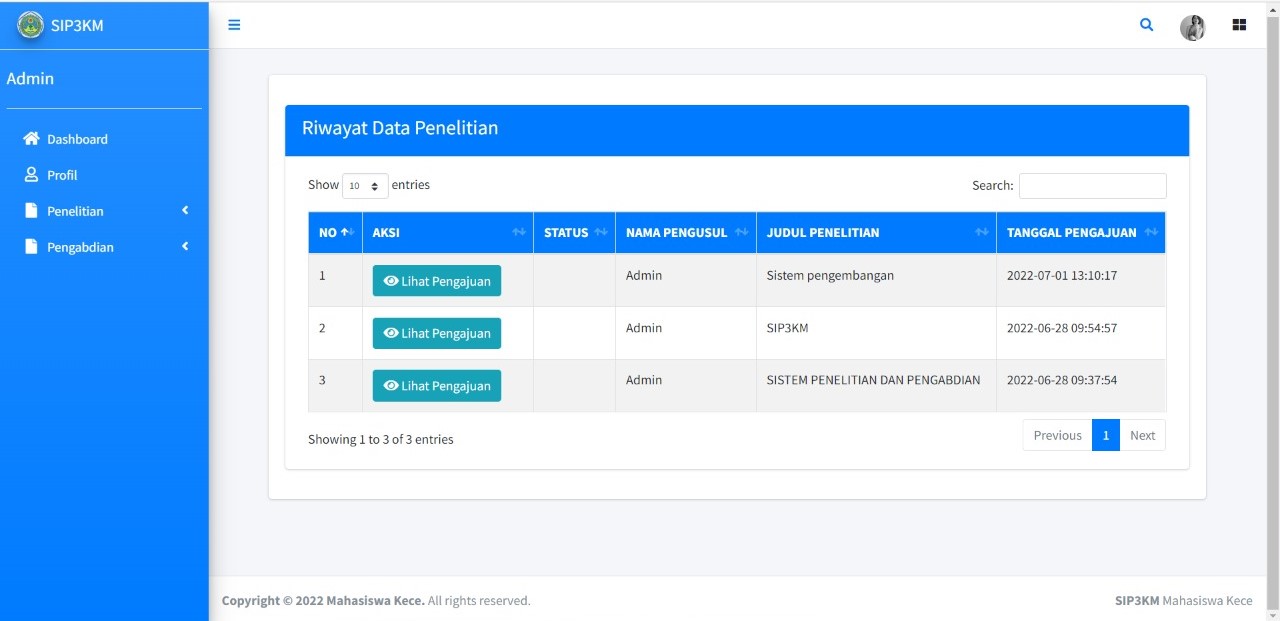 SIP3KM
Admin
Dashboard
Profil
Penelitian
Pengabdian
Riwayat Data Penelitian
Show 10 entries Search:
NO AKSI STATUS NAMA PENGUSUL JUDUL PENELITIAN TANGGAL PENGAJUAN
1 Lihat Pengajuan Admin Sistem pengembangan 2022-07-01 13:10:17
2 Lihat Pengajuan Admin SIP3KM 2022-06-28 09:54:57
3 Lihat Pengajuan Admin SISTEM PENELITIAN DAN PENGABDIAN 2022-06-28 09:37:54
Showing 1 to 3 of 3 entries Previous 1 Next
Copyright © 2022 Mahasiswa Kece. All rights reserved. SIP3KM Mahasiswa Kece